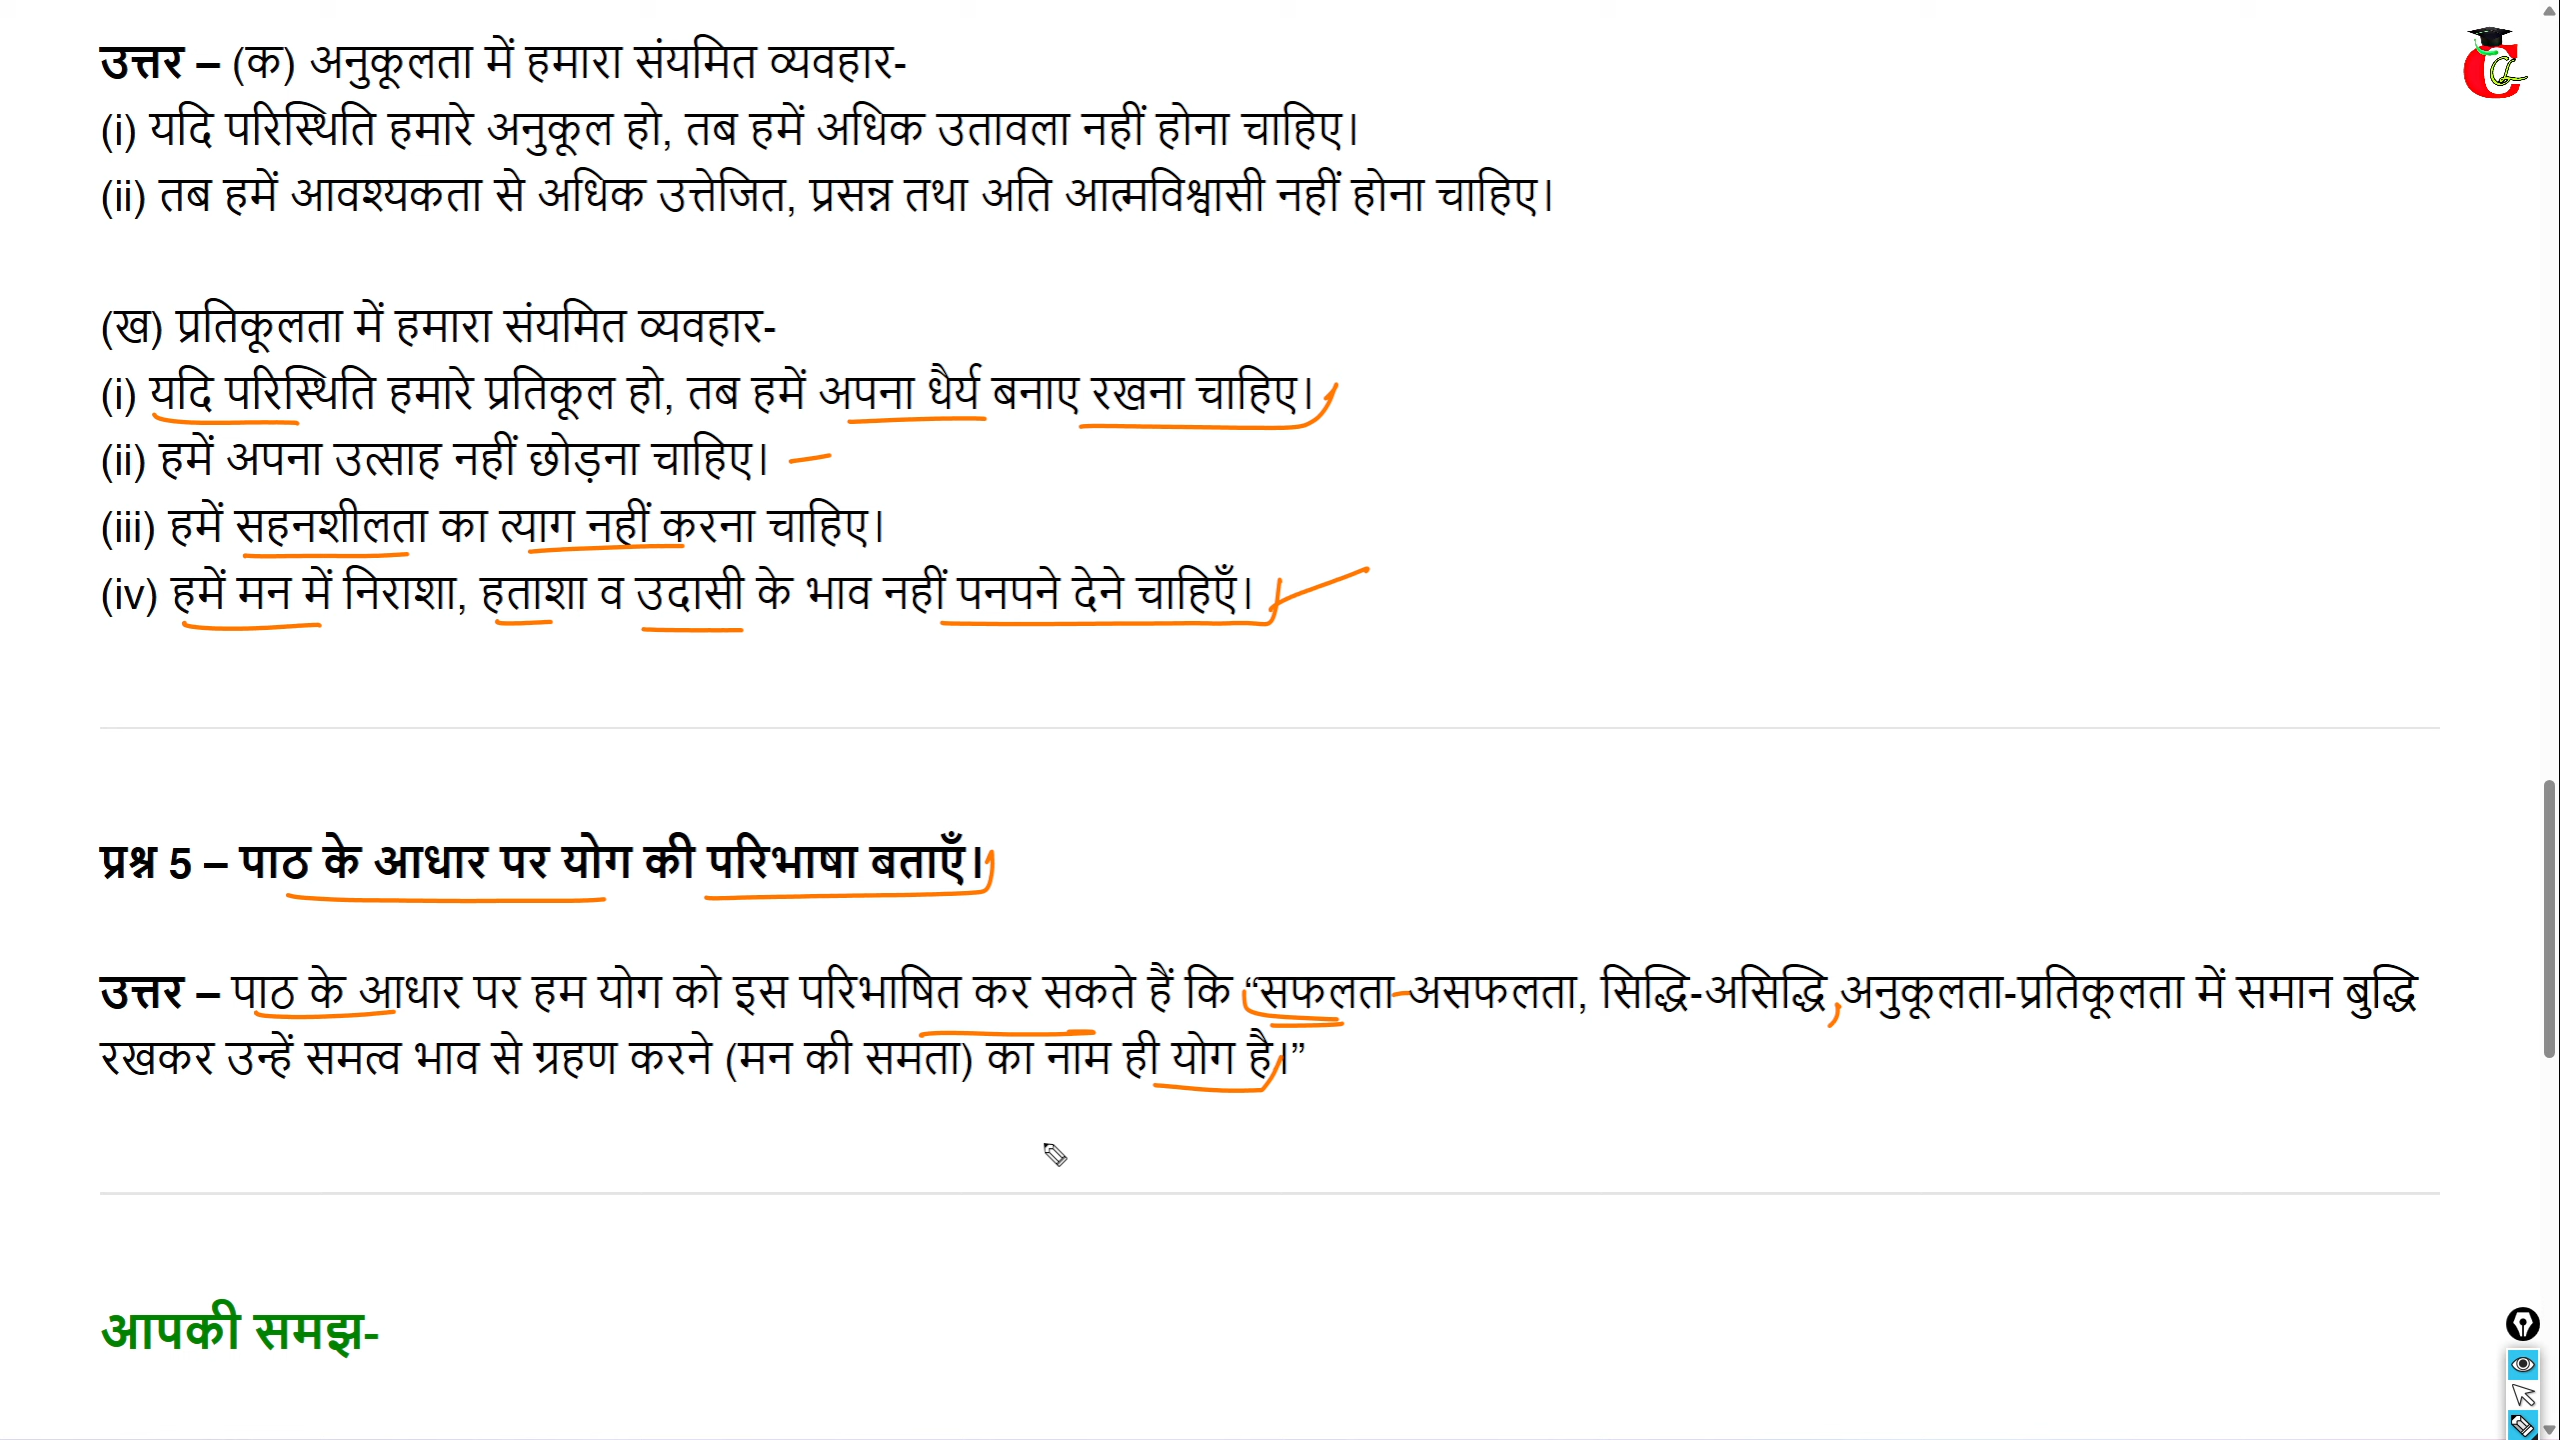 उत्तर – (क) अनुकूलता में हमारा संयमित व्यवहार-
(i) यदि परिस्थिति हमारे अनुकूल हो, तब हमें अधिक उतावला नहीं होना चाहिए।
(ii) तब हमें आवश्यकता से अधिक उत्तेजित, प्रसन्न तथा अति आत्मविश्वासी नहीं होना चाहिए।
(ख) प्रतिकूलता में हमारा संयमित व्यवहार-
(i) यदि परिस्थिति हमारे प्रतिकूल हो, तब हमें अपना धैर्य बनाए रखना चाहिए।
(ii) हमें अपना उत्साह नहीं छोड़ना चाहिए।
(iii) हमें सहनशीलता का त्याग नहीं करना चाहिए।
(iv) हमें मन में निराशा, हताशा व उदासी के भाव नहीं पनपने देने चाहिएँ।
प्रश्न 5 – पाठ के आधार पर योग की परिभाषा बताएँ।
उत्तर – पाठ के आधार पर हम योग को इस परिभाषित कर सकते हैं कि “सफलता-असफलता, सिद्धि-असिद्धि,अनुकूलता-प्रतिकूलता में समान बुद्धि
रखकर उन्हें समत्व भाव से ग्रहण करने (मन की समता) का नाम ही योग है।”
आपकी समझ-